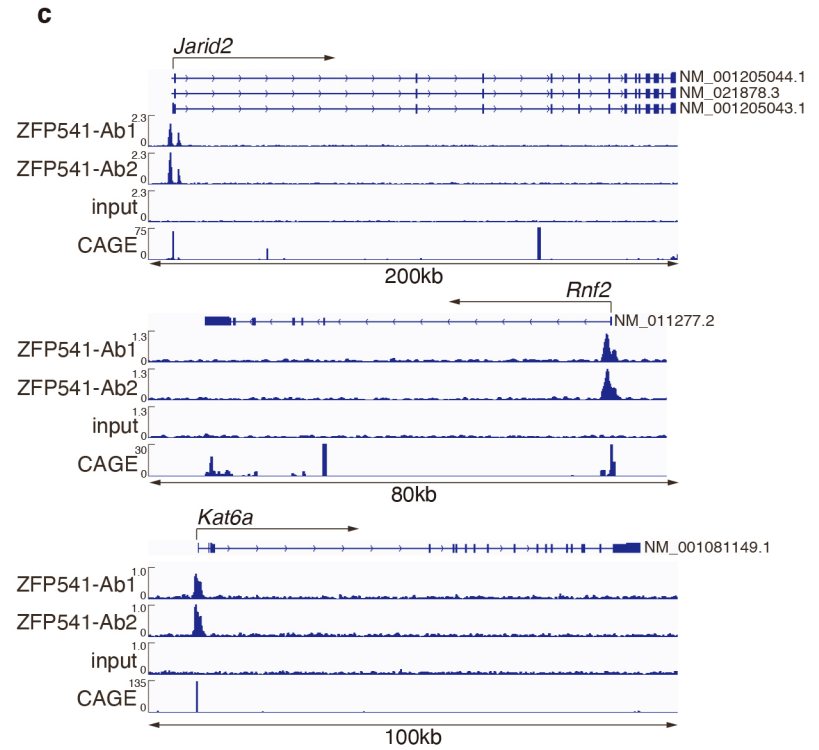 c
Jarid2
NM_001205044.1
NM_021878.3
NM_001205043.1
ZFP541-Ab1 2.3 0
ZFP541-Ab2 2.3 0
input 2.3 0
CAGE 75 0
200kb
Rnf2
NM_011277.2
ZFP541-Ab1 1.3 0
ZFP541-Ab2 1.3 0
input 1.3 0
CAGE 30 0
80kb
Kat6a
NM_001081149.1
ZFP541-Ab1 1.0 0
ZFP541-Ab2 1.0 0
input 1.0 0
CAGE 135 0
100kb